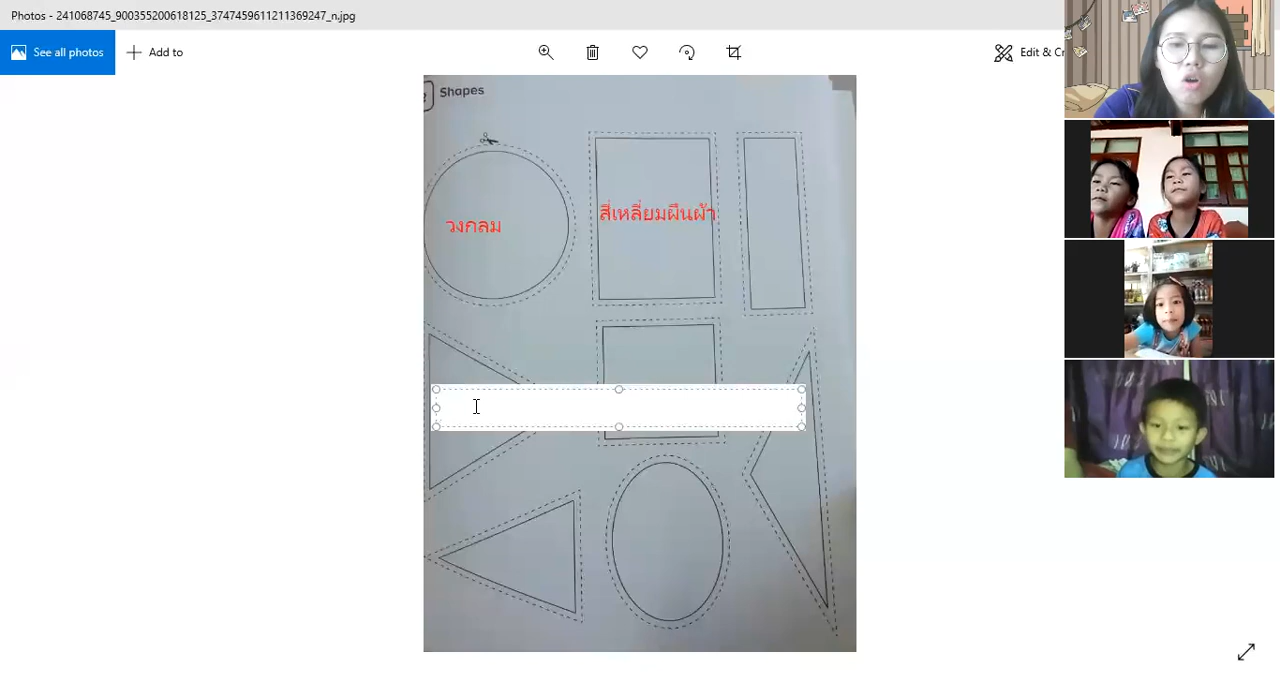 Photos - 241068745_900355200618125_3747459611211369247_n.jpg
See all photos
Add to
Edit & Cr
Shapes
วงกลม
สี่เหลี่ยมผืนผ้า